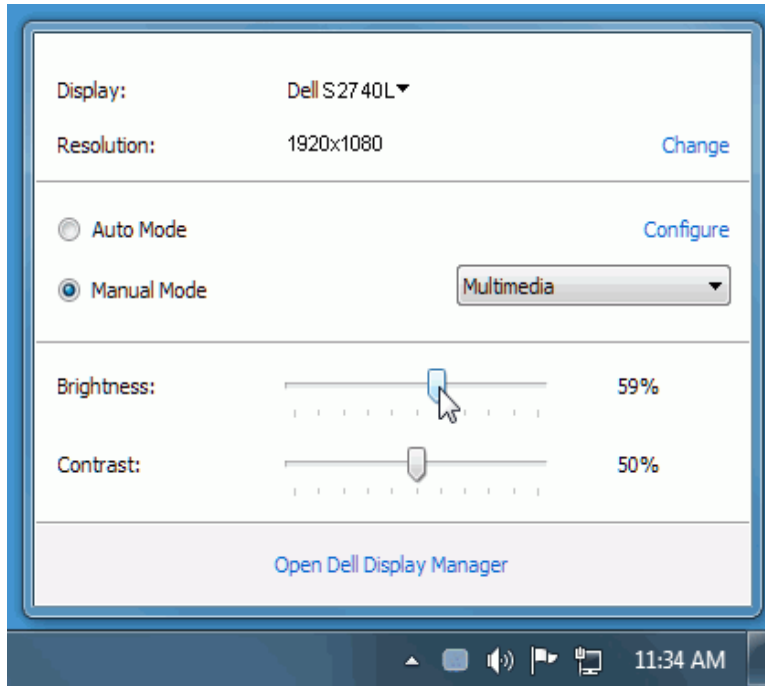 Display: Dell S2740L
Resolution: 1920x1080 Change
Auto Mode Configure
Manual Mode Multimedia
Brightness: 59%
Contrast: 50%
Open Dell Display Manager
11:34 AM